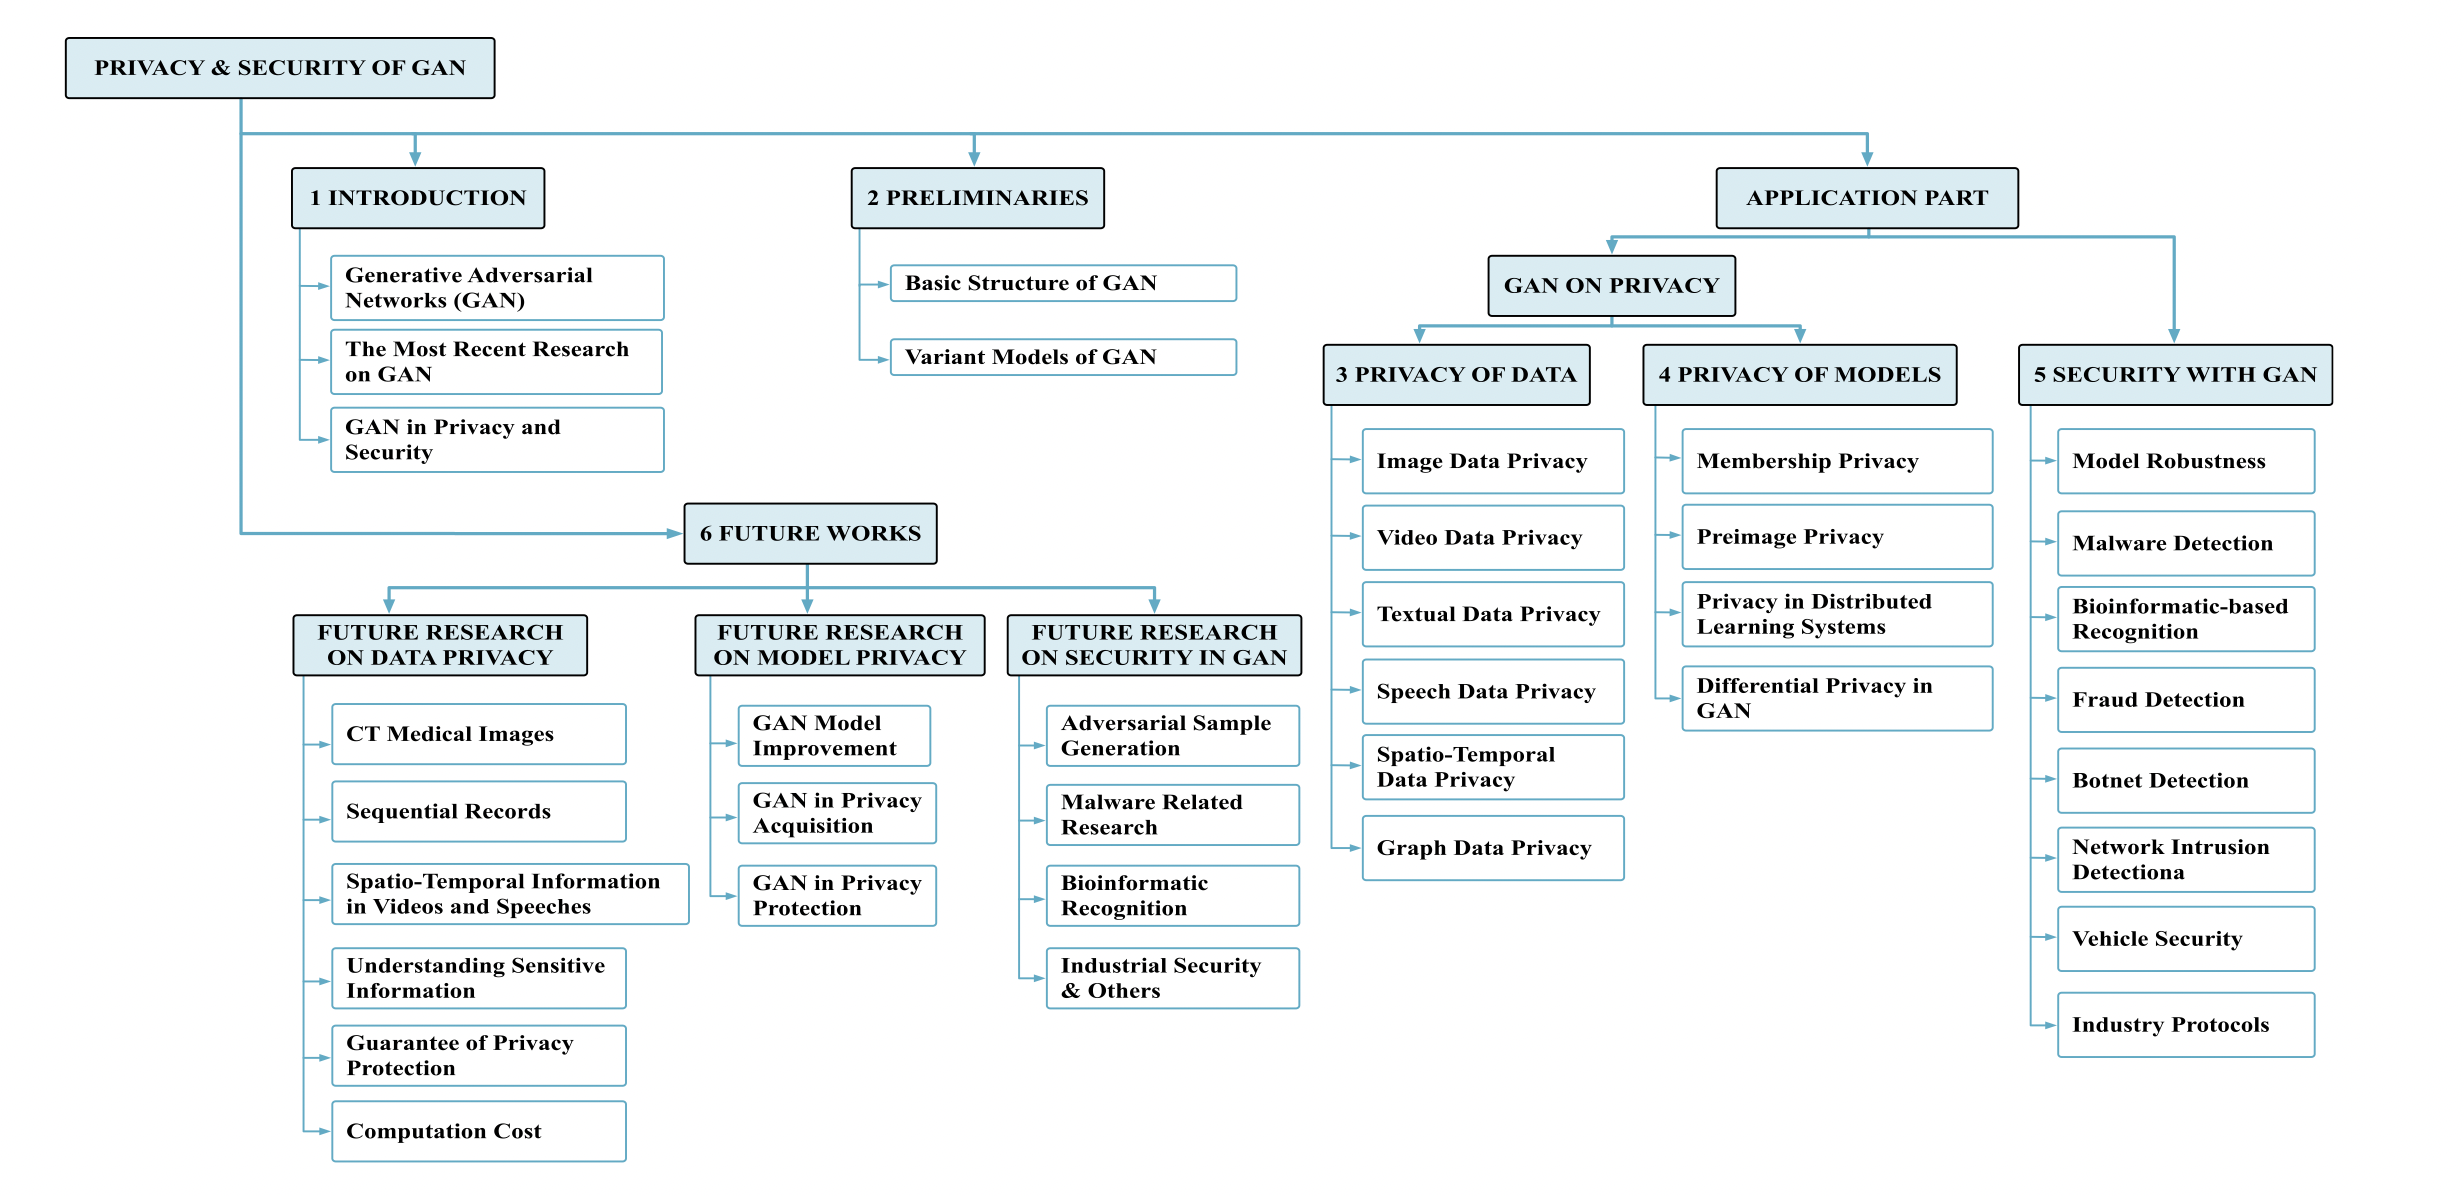 PRIVACY & SECURITY OF GAN
1 INTRODUCTION
Generative Adversarial
Networks (GAN)
The Most Recent Research
on GAN
GAN in Privacy and
Security
2 PRELIMINARIES
Basic Structure of GAN
Variant Models of GAN
APPLICATION PART
GAN ON PRIVACY
3 PRIVACY OF DATA
Image Data Privacy
Video Data Privacy
Textual Data Privacy
Speech Data Privacy
Spatio-Temporal
Data Privacy
Graph Data Privacy
4 PRIVACY OF MODELS
Membership Privacy
Preimage Privacy
Privacy in Distributed
Learning Systems
Differential Privacy in
GAN
5 SECURITY WITH GAN
Model Robustness
Malware Detection
Bioinformatic-based
Recognition
Fraud Detection
Botnet Detection
Network Intrusion
Detectiona
Vehicle Security
Industry Protocols
6 FUTURE WORKS
FUTURE RESEARCH
ON DATA PRIVACY
CT Medical Images
Sequential Records
Spatio-Temporal Information
in Videos and Speeches
Understanding Sensitive
Information
Guarantee of Privacy
Protection
Computation Cost
FUTURE RESEARCH
ON MODEL PRIVACY
GAN Model
Improvement
GAN in Privacy
Acquisition
GAN in Privacy
Protection
FUTURE RESEARCH
ON SECURITY IN GAN
Adversarial Sample
Generation
Malware Related
Research
Bioinformatic
Recognition
Industrial Security
& Others